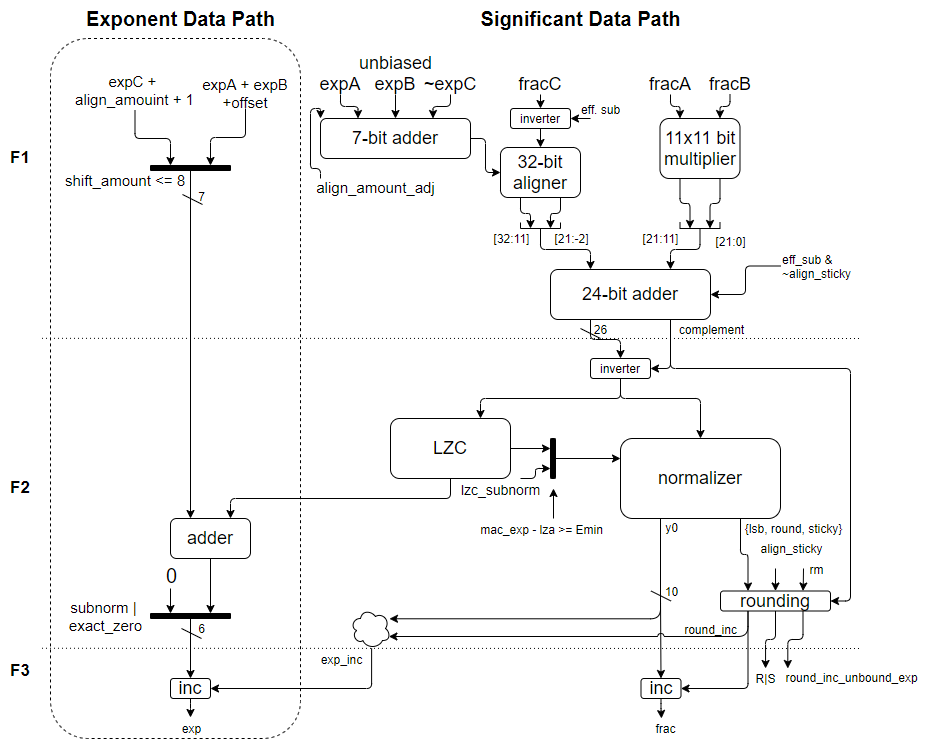 Exponent Data Path
Significant Data Path
unbiased
expC +
align_amouint + 1
expA + expB
+offset
expA
expB
~expC
fracC
fracA
fracB
inverter
eff. sub
7-bit adder
11x11 bit
multiplier
F1
32-bit
aligner
shift_amount <= 8
7
align_amount_adj
[32:11]
[21:-2]
[21:11]
[21:0]
eff_sub &
~align_sticky
24-bit adder
26
complement
inverter
LZC
normalizer
F2
lzc_subnorm
mac_exp - lza >= Emin
y0
{lsb, round, sticky}
adder
align_sticky
0
rm
10
rounding
subnorm |
exact_zero
6
round_inc
exp_inc
F3
R|S
round_inc_unbound_exp
inc
inc
exp
frac